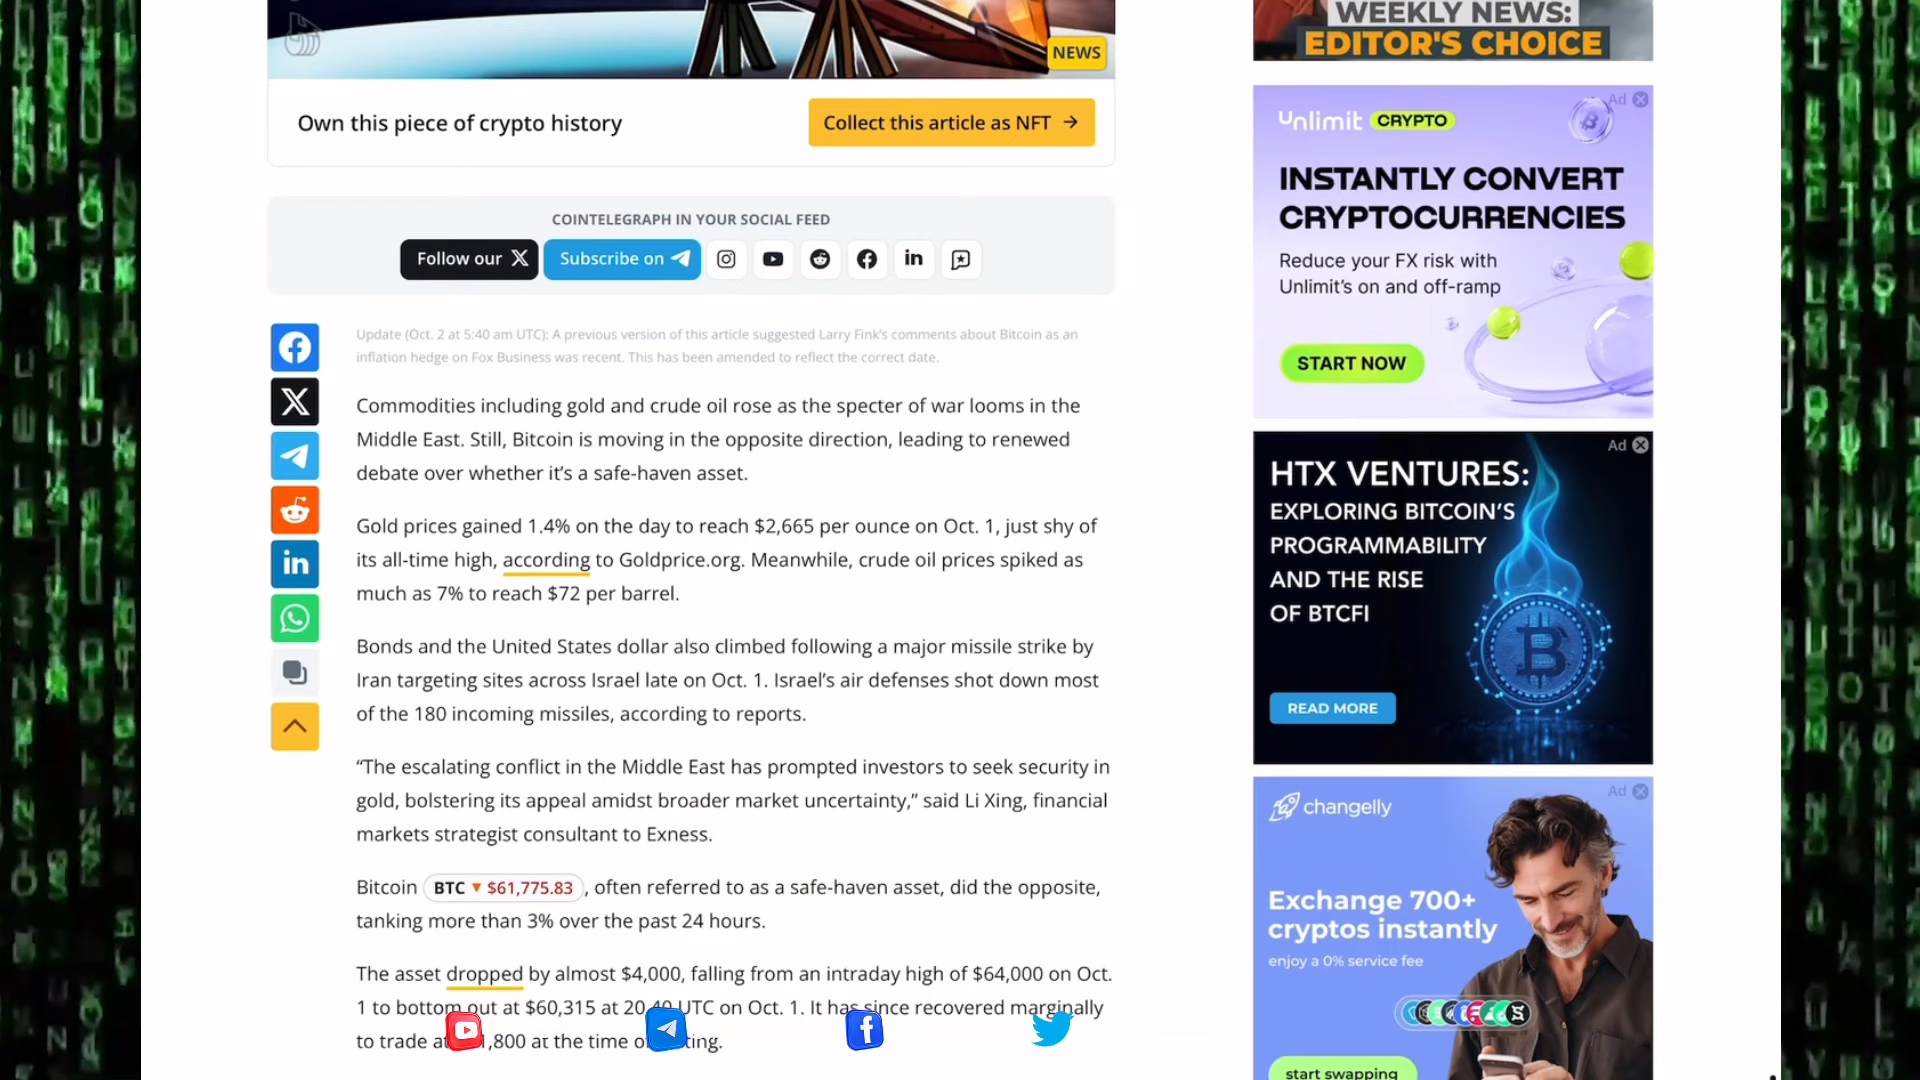 WEEKLY NEWS:
EDITOR'S CHOICE
NEWS
Own this piece of crypto history
Collect this article as NFT →
COINTELEGRAPH IN YOUR SOCIAL FEED
Follow our X
Subscribe on
Update (Oct. 2 at 5:40 am UTC): A previous version of this article suggested Larry Fink's comments about Bitcoin as an
inflation hedge on Fox Business was recent. This has been amended to reflect the correct date.
Commodities including gold and crude oil rose as the specter of war looms in the
Middle East. Still, Bitcoin is moving in the opposite direction, leading to renewed
debate over whether it's a safe-haven asset.
Gold prices gained 1.4% on the day to reach $2,665 per ounce on Oct. 1, just shy of
its all-time high, according to Goldprice.org. Meanwhile, crude oil prices spiked as
much as 7% to reach $72 per barrel.
Bonds and the United States dollar also climbed following a major missile strike by
Iran targeting sites across Israel late on Oct. 1. Israel's air defenses shot down most
of the 180 incoming missiles, according to reports.
“The escalating conflict in the Middle East has prompted investors to seek security in
gold, bolstering its appeal amidst broader market uncertainty,” said Li Xing, financial
markets strategist consultant to Exness.
Bitcoin BTC ▼ $61,775.83 , often referred to as a safe-haven asset, did the opposite,
tanking more than 3% over the past 24 hours.
The asset dropped by almost $4,000, falling from an intraday high of $64,000 on Oct.
1 to bottom out at $60,315 at 20:40 UTC on Oct. 1. It has since recovered marginally
to trade at 1,800 at the time of ting.
Ad
Unlimit CRYPTO
INSTANTLY CONVERT
CRYPTOCURRENCIES
Reduce your FX risk with
Unlimit's on and off-ramp
START NOW
Ad
HTX VENTURES:
EXPLORING BITCOIN'S
PROGRAMMABILITY
AND THE RISE
OF BTCFI
READ MORE
Ad
changelly
Exchange 700+
cryptos instantly
enjoy a 0% service fee
start swapping